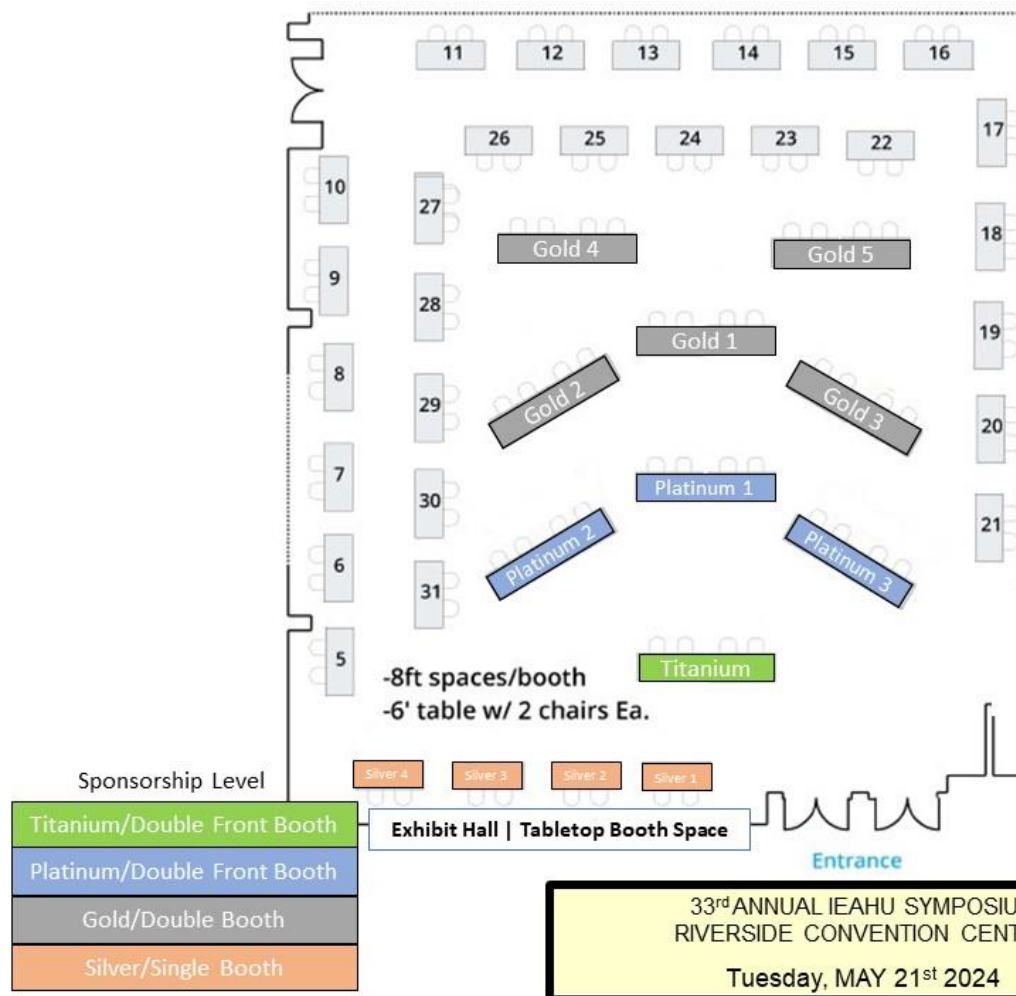 11
12
13
14
15
16
26
25
24
23
22
17
10
27
18
Gold 4
Gold 5
9
28
19
Gold 1
8
29
Gold 2
Gold 3
20
7
30
Platinum 1
21
6
31
Platinum 2
Platinum 3
5
Titanium
-8ft spaces/booth
-6' table w/ 2 chairs Ea.
Silver 4
Silver 3
Silver 2
Silver 1
Sponsorship Level
Titanium/Double Front Booth
Platinum/Double Front Booth
Gold/Double Booth
Silver/Single Booth
Exhibit Hall | Tabletop Booth Space
Entrance
33rd ANNUAL IEAHU SYMPOSIU
RIVERSIDE CONVENTION CENT
Tuesday, MAY 21st 2024